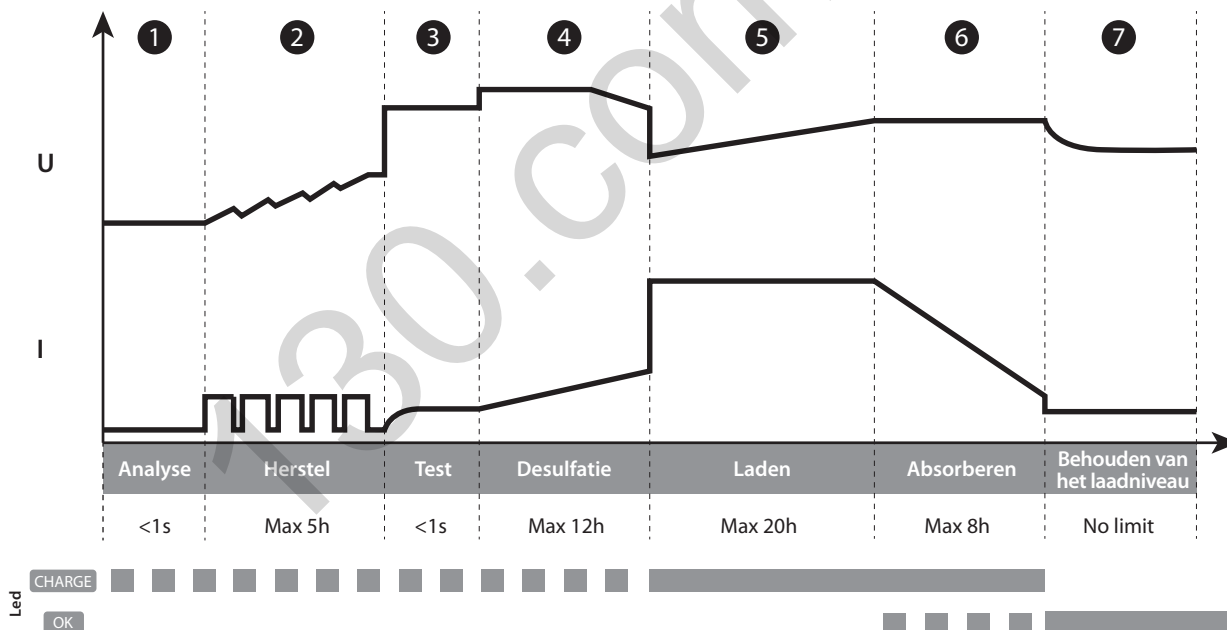 1 2 3 4 5 6 7
U
I
Analyse Herstel Test Desulfatie Laden Absorberen Behouden van
het laadniveau
<1s Max 5h <1s Max 12h Max 20h Max 8h No limit
Led
CHARGE
OK
130.com